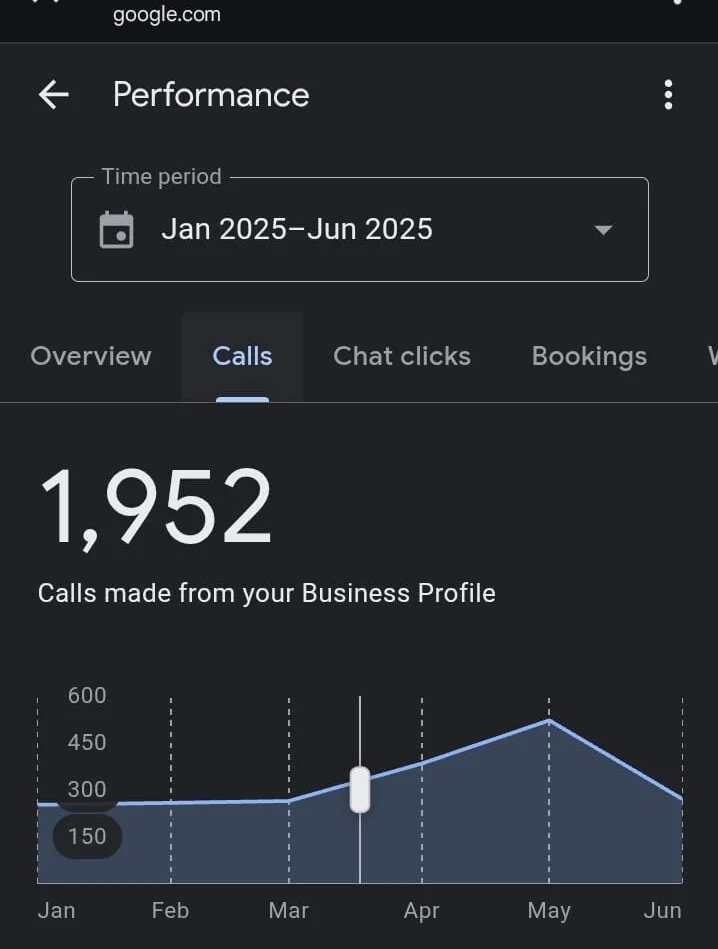 google.com
Performance
Time period
Jan 2025–Jun 2025
Overview Calls Chat clicks Bookings
1,952
Calls made from your Business Profile
600
450
300
150
Jan Feb Mar Apr May Jun